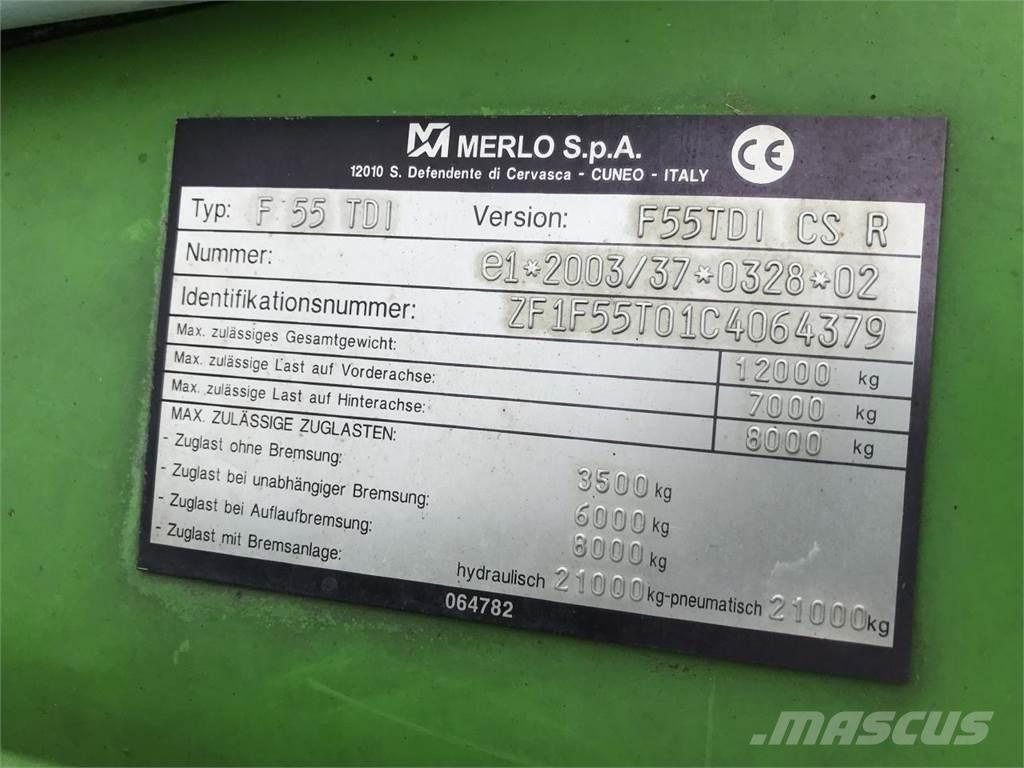 MERLO S.p.A.
12010 S. Defendente di Cervasca - CUNEO - ITALY
CE
Typ: F 55 TDI Version: F55TDI CS R
Nummer: e1*2003/37*0328*02
Identifikationsnummer: ZF1F55T01C4064379
Max. zulässiges Gesamtgewicht: 12000 kg
Max. zulässige Last auf Vorderachse: 7000 kg
Max. zulässige Last auf Hinterachse: 8000 kg
MAX. ZULÄSSIGE ZUGLASTEN:
- Zuglast ohne Bremsung: 3500 kg
- Zuglast bei unabhängiger Bremsung: 6000 kg
- Zuglast bei Auflaufbremsung: 8000 kg
- Zuglast mit Bremsanlage: hydraulisch 21000 kg-pneumatisch 21000 kg
064782
MASCUS